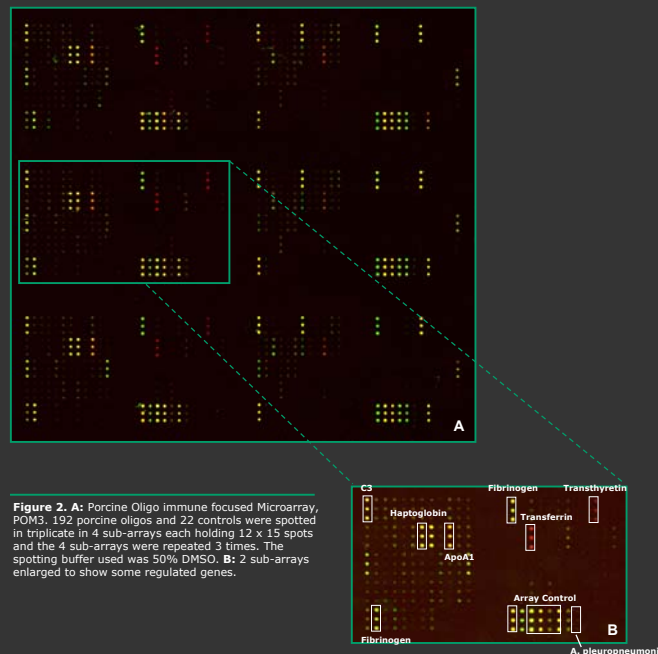 A
Figure 2. A: Porcine Oligo immune focused Microarray,
POM3. 192 porcine oligos and 22 controls were spotted
in triplicate in 4 sub-arrays each holding 12 x 15 spots
and the 4 sub-arrays were repeated 3 times. The
spotting buffer used was 50% DMSO. B: 2 sub-arrays
enlarged to show some regulated genes.
C3
Fibrinogen
Transthyretin
Haptoglobin
Transferrin
ApoA1
Array Control
B
Fibrinogen
A. pleuropneumoni